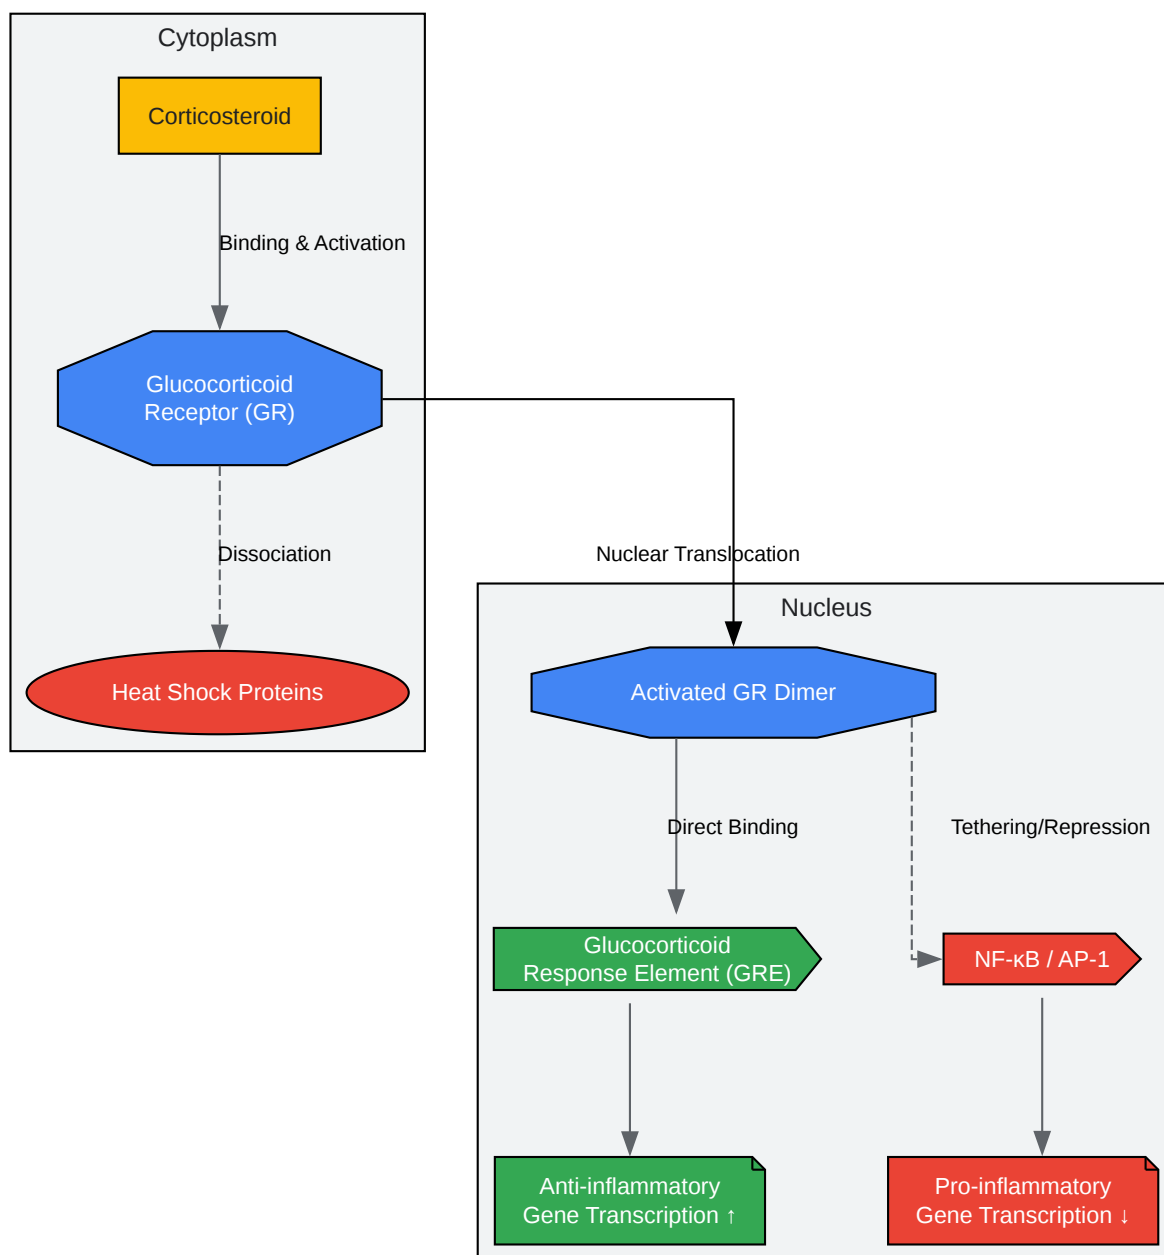 Cytoplasm
Corticosteroid
Binding & Activation
Glucocorticoid
Receptor (GR)
Dissociation
Heat Shock Proteins
Nuclear Translocation
Nucleus
Activated GR Dimer
Direct Binding
Tethering/Repression
Glucocorticoid
Response Element (GRE)
NF-κB / AP-1
Anti-inflammatory
Gene Transcription ↑
Pro-inflammatory
Gene Transcription ↓